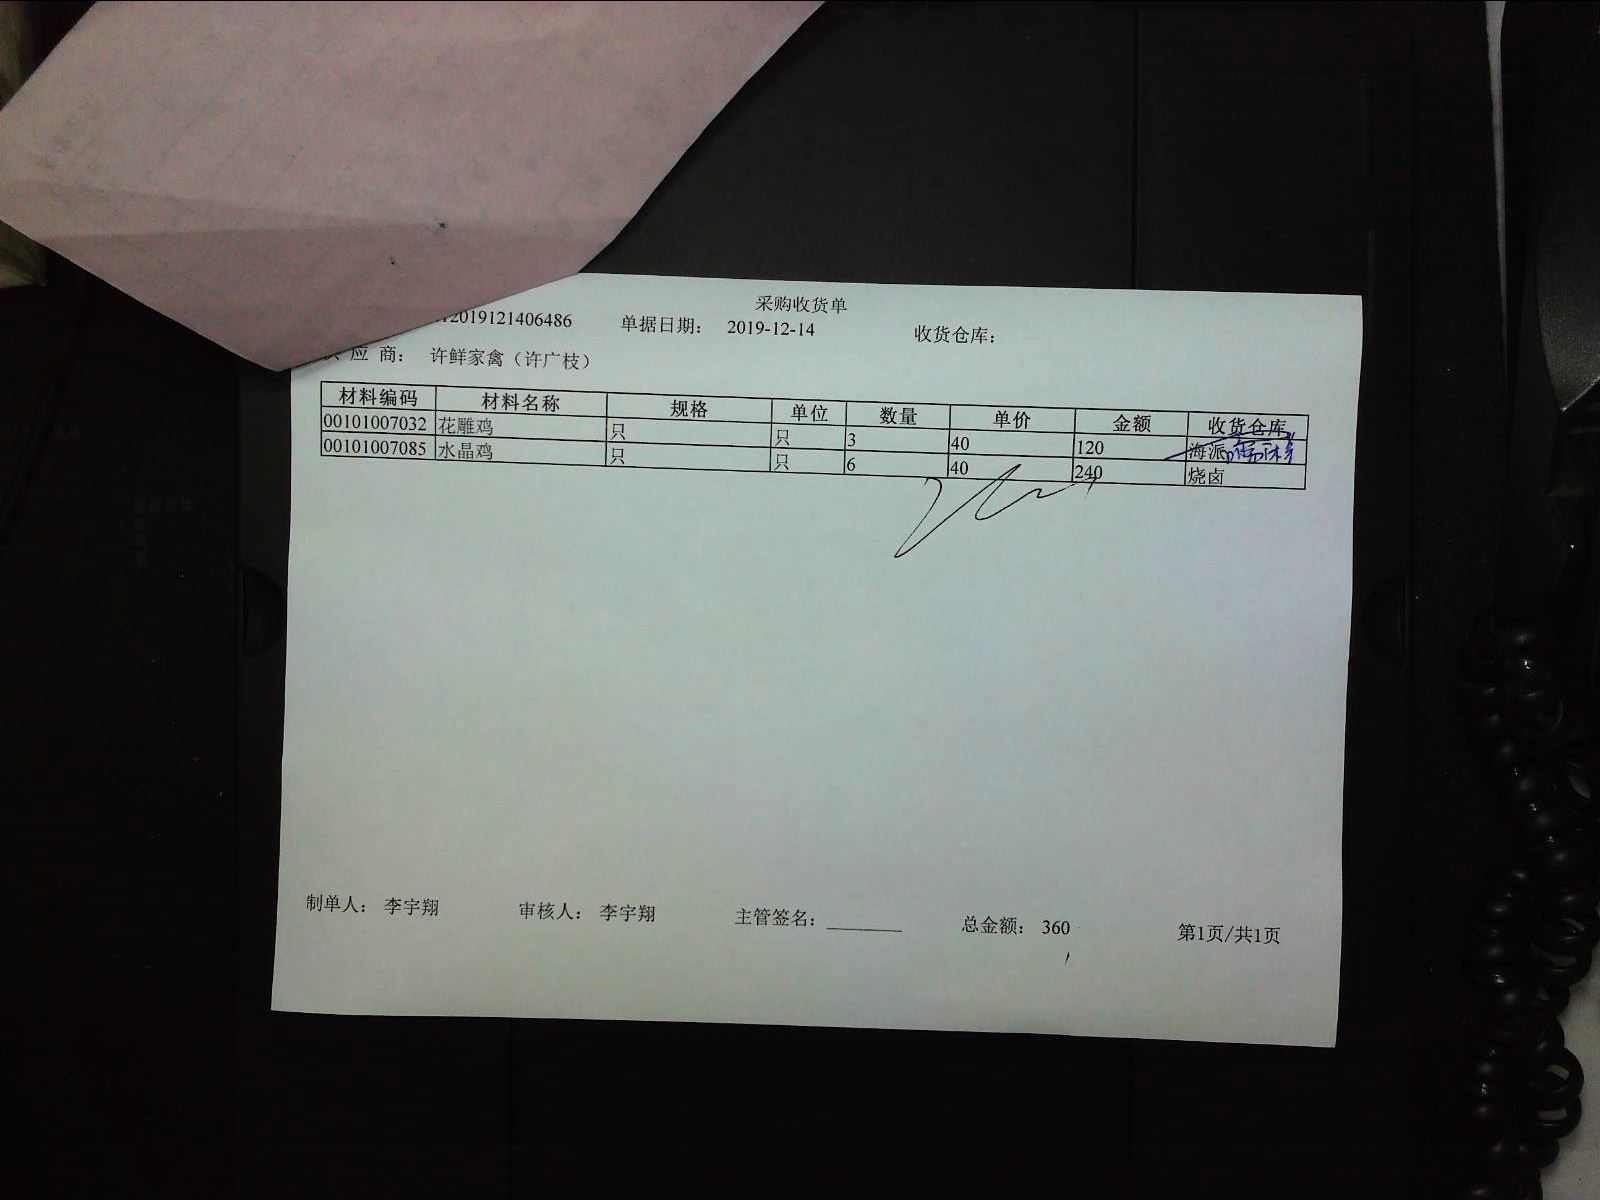 采购收货单
2019121406486 单据日期： 2019-12-14 收货仓库：
应 商： 许鲜家禽（许广枝）
材料编码 材料名称 规格 单位 数量 单价 金额 收货仓库
00101007032 花雕鸡 只 只 3 40 120 海派
00101007085 水晶鸡 只 只 6 40 240 烧卤
制单人： 李宇翔 审核人： 李宇翔 主管签名： 总金额： 360 第1页/共1页